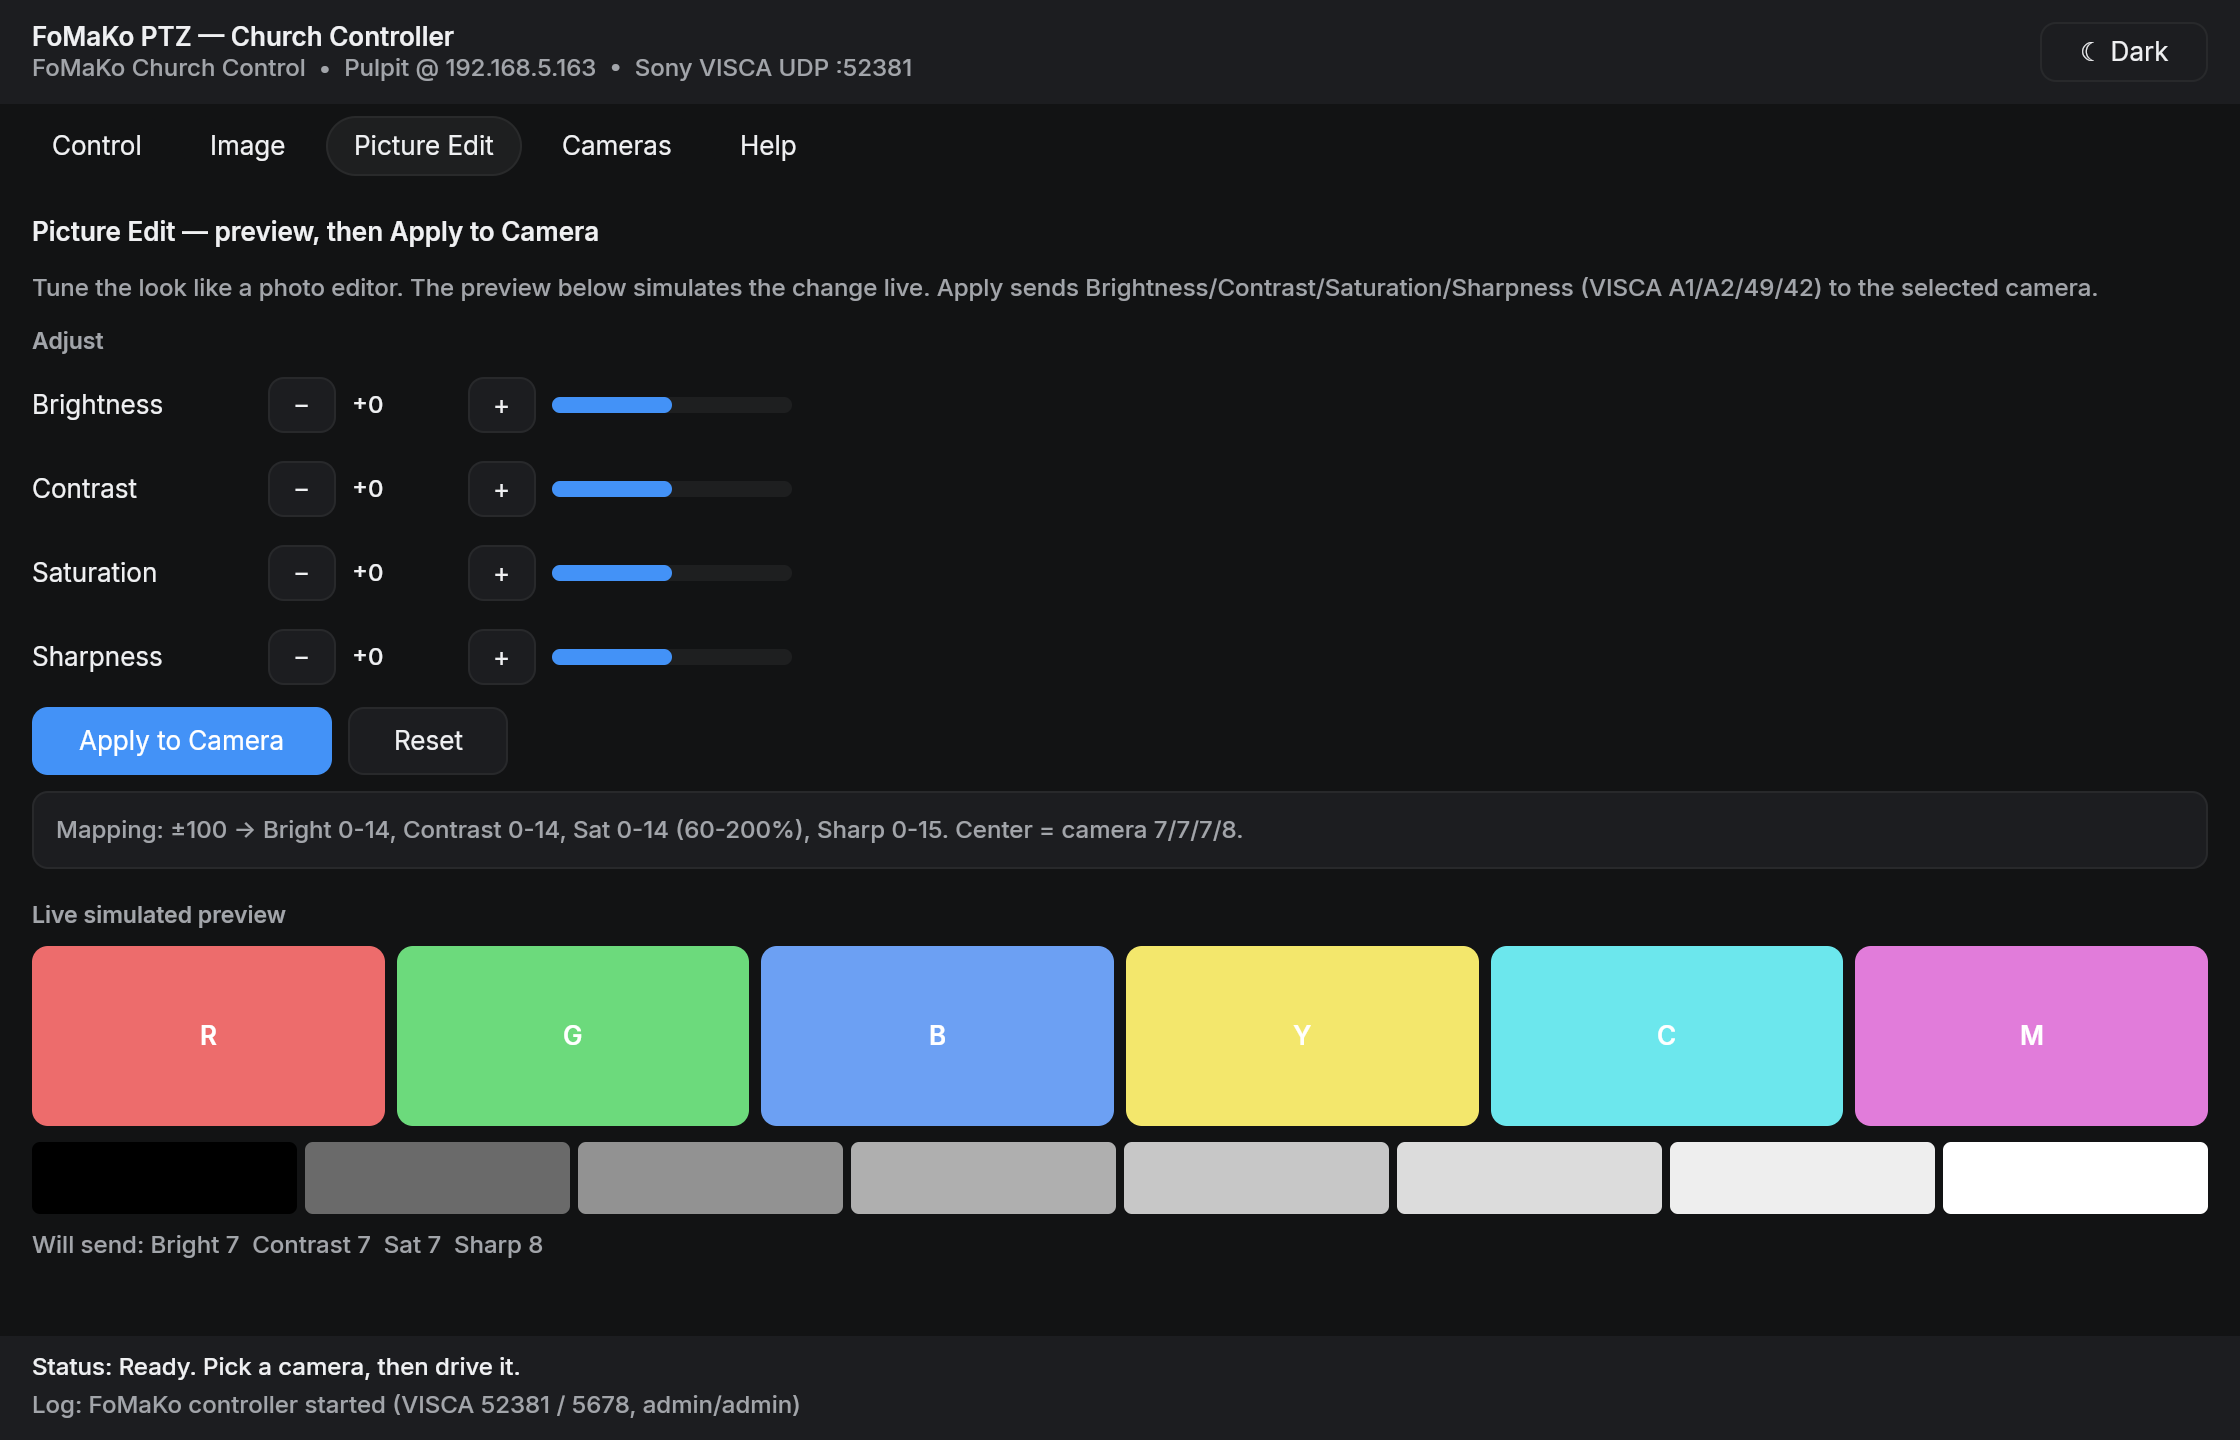 FoMaKo PTZ — Church Controller
FoMaKo Church Control • Pulpit @ 192.168.5.163 • Sony VISCA UDP :52381
☾ Dark
Control Image Picture Edit Cameras Help
Picture Edit — preview, then Apply to Camera
Tune the look like a photo editor. The preview below simulates the change live. Apply sends Brightness/Contrast/Saturation/Sharpness (VISCA A1/A2/49/42) to the selected camera.
Adjust
Brightness − +0 +
Contrast − +0 +
Saturation − +0 +
Sharpness − +0 +
Apply to Camera Reset
Mapping: ±100 → Bright 0-14, Contrast 0-14, Sat 0-14 (60-200%), Sharp 0-15. Center = camera 7/7/7/8.
Live simulated preview
R G B Y C M
Will send: Bright 7 Contrast 7 Sat 7 Sharp 8
Status: Ready. Pick a camera, then drive it.
Log: FoMaKo controller started (VISCA 52381 / 5678, admin/admin)